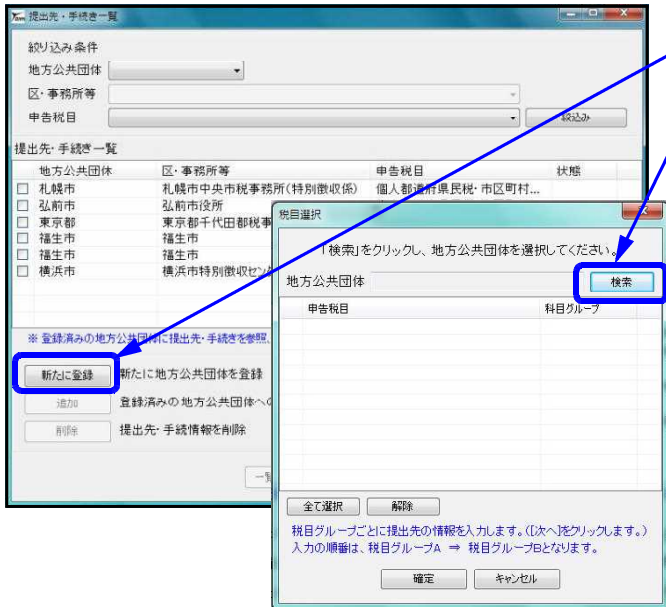 提出先・手続き一覧
絞り込み条件
地方公共団体
区・事務所等
申告税目
絞込み
提出先・手続き一覧
地方公共団体 区・事務所等 申告税目 状態
札幌市 札幌市中央市税事務所(特別徴収係) 個人都道府県民税・市区町村...
弘前市 弘前市役所
東京都 東京都千代田都税事
福生市 福生市
福生市 福生市
横浜市 横浜市特別徴収セン
※ 登録済みの地方公共団体に提出先・手続きを参照、
新たに登録 新たに地方公共団体を登録
追加 登録済みの地方公共団体への
削除 提出先・手続情報を削除
税目選択
「検索」をクリックし、地方公共団体を選択してください。
地方公共団体 検索
申告税目 科目グループ
全て選択 解除
税目グループごとに提出先の情報を入力します。([次へ]をクリックします。)
入力の順番は、税目グループA ⇒ 税目グループBとなります。
確定 キャンセル